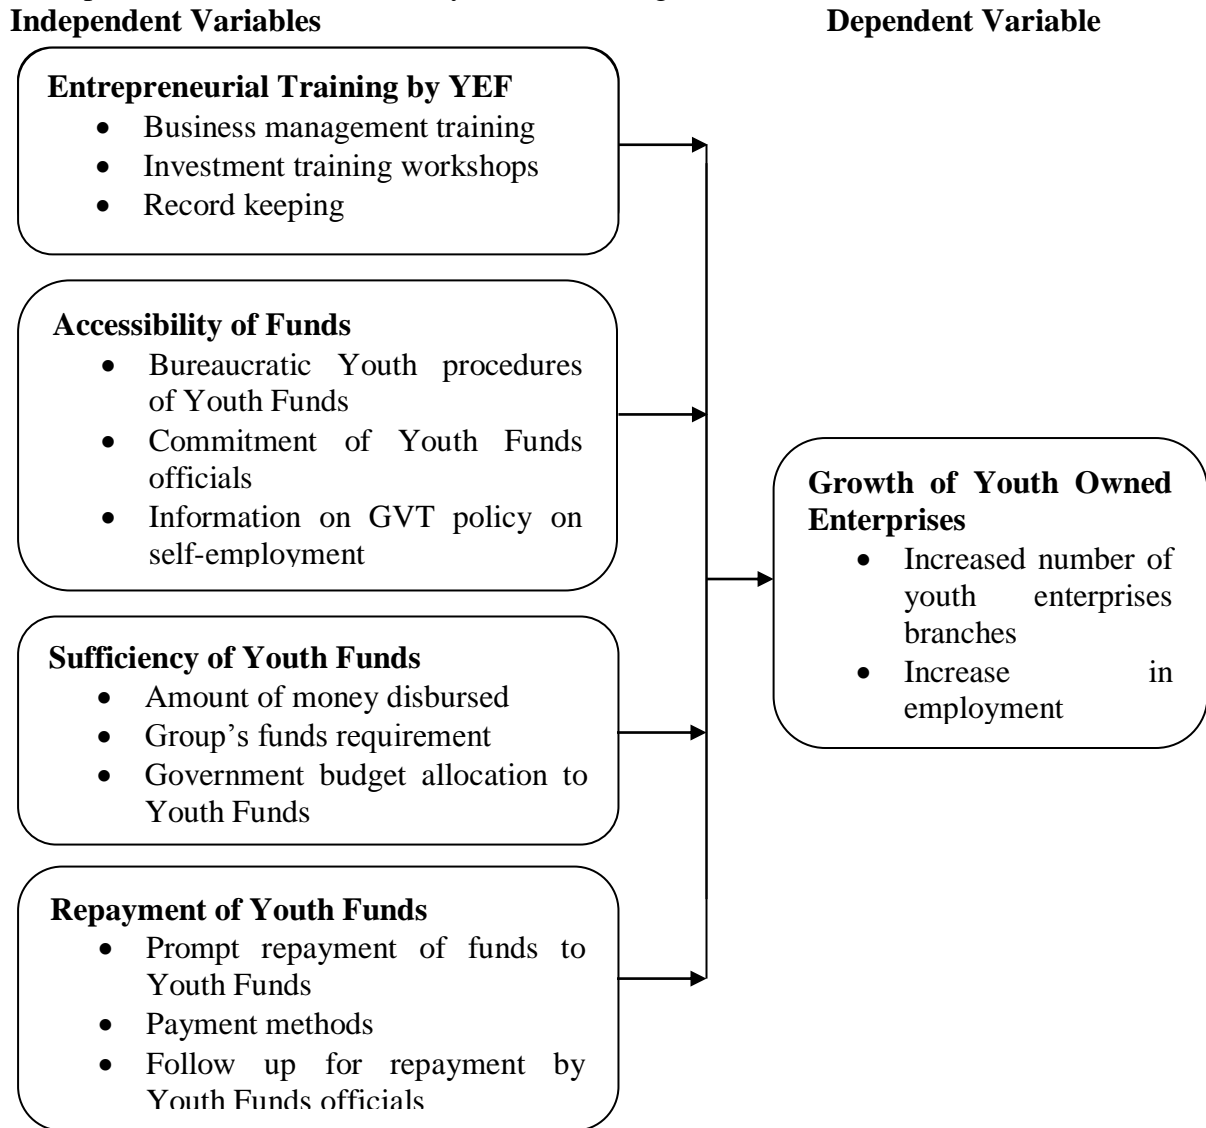 Independent Variables
Dependent Variable
Entrepreneurial Training by YEF
• Business management training
• Investment training workshops
• Record keeping
Accessibility of Funds
• Bureaucratic Youth procedures
of Youth Funds
• Commitment of Youth Funds
officials
• Information on GVT policy on
self-employment
Sufficiency of Youth Funds
• Amount of money disbursed
• Group's funds requirement
• Government budget allocation to
Youth Funds
Repayment of Youth Funds
• Prompt repayment of funds to
Youth Funds
• Payment methods
• Follow up for repayment by
Youth Funds officials
Growth of Youth Owned
Enterprises
• Increased number of
youth enterprises
branches
• Increase in
employment